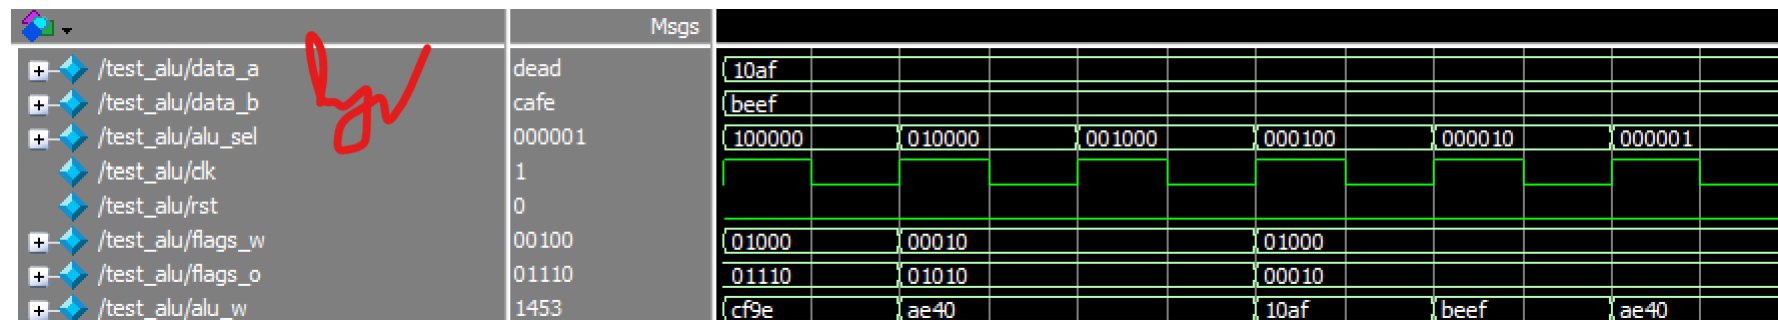 Msgs
/test_alu/data_a dead 10af
/test_alu/data_b cafe beef
/test_alu/alu_sel 000001 100000 010000 001000 000100 000010 000001
/test_alu/clk 1
/test_alu/rst 0
/test_alu/flags_w 00100 01000 00010 01000
/test_alu/flags_o 01110 01110 01010 00010
/test_alu/alu_w 1453 cf9e ae40 10af beef ae40